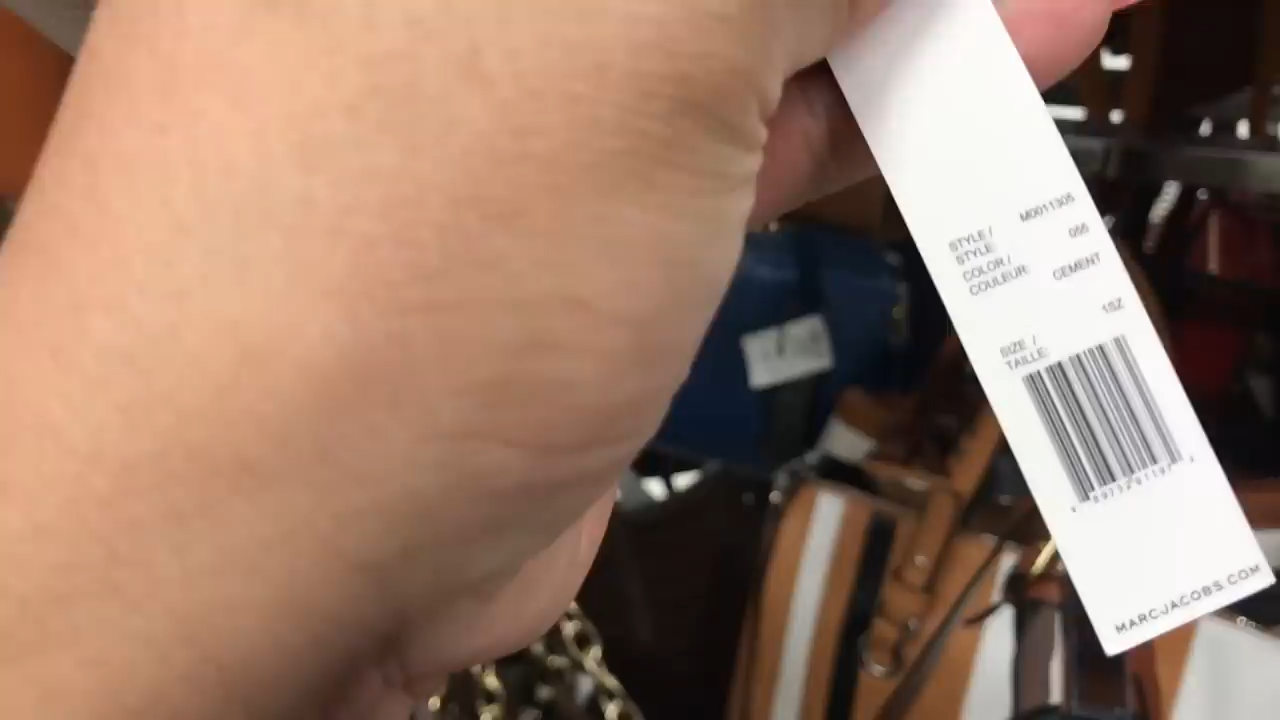 STYLE / M0011305
STYLE: 055
COLOR / CEMENT
COULEUR:
1SZ
SIZE /
TAILLE:
MARCJACOBS.COM